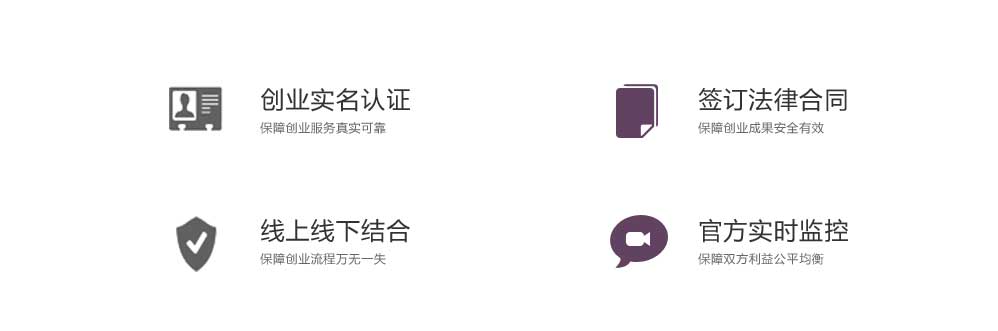 创业实名认证
保障创业服务真实可靠
签订法律合同
保障创业成果安全有效
线上线下结合
保障创业流程万无一失
官方实时监控
保障双方利益公平均衡